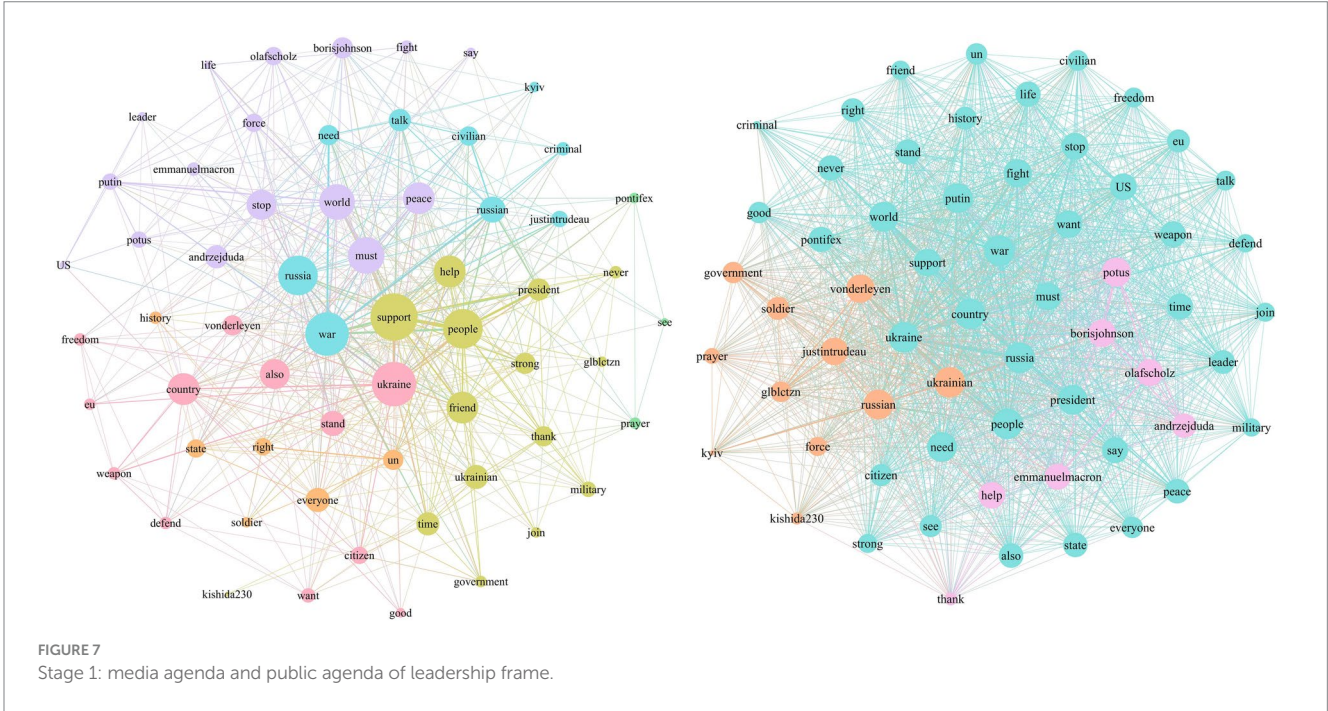 borisjohnson
fight
say
olafscholz
life
kyiv
leader
force
need
talk
civilian
criminal
emmanuelmacron
putin
stop
world
peace
russian
pontifex
justintrudeau
potus
andrzejduda
must
US
russia
help
president
never
history
vonderleyen
support
people
see
freedom
war
strong
glblctzn
also
country
ukraine
eu
friend
stand
thank
prayer
state
right
un
weapon
ukrainian
military
everyone
defend
soldier
time
join
citizen
government
kishida230
want
good
un
civilian
friend
life
freedom
right
history
criminal
stop
eu
stand
never
fight
US
talk
good
putin
world
want
weapon
pontifex
war
defend
support
government
potus
vonderleyen
must
soldier
time
join
country
borisjohnson
ukraine
justintrudeau
prayer
russia
leader
olafscholz
glblctzn
ukrainian
russian
president
andrzejduda
people
military
force
need
say
kyiv
citizen
emmanuelmacron
help
peace
kishida230
see
everyone
strong
also
state
thank
FIGURE 7
Stage 1: media agenda and public agenda of leadership frame.